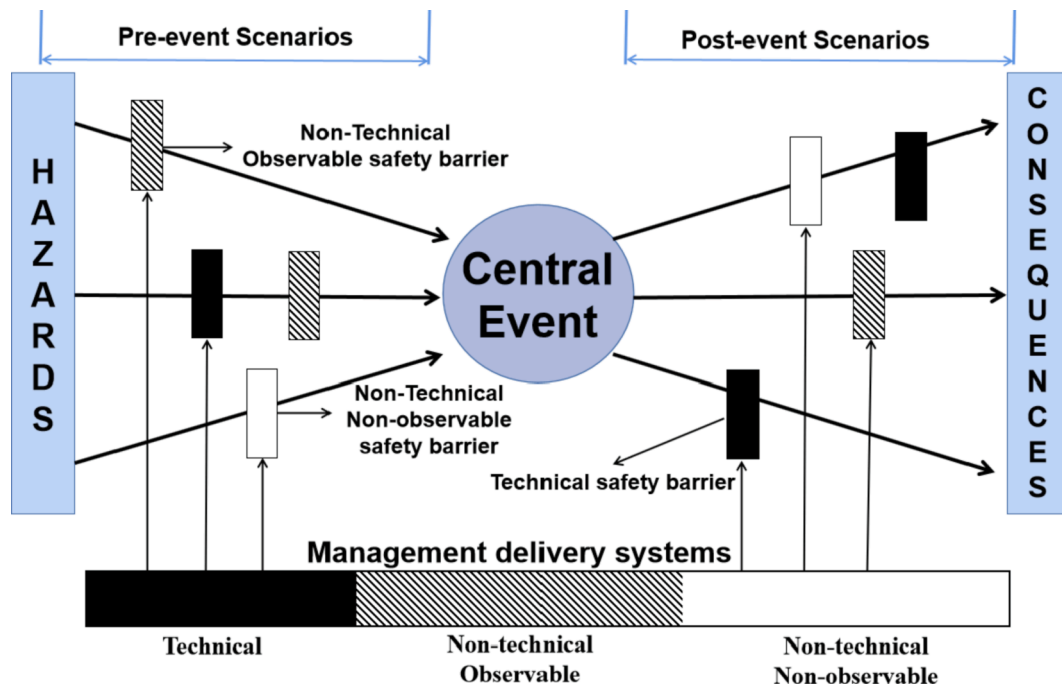 Pre-event Scenarios
Post-event Scenarios
HAZARDS
Non-Technical
Observable safety barrier
Central
Event
Non-Technical
Non-observable
safety barrier
Technical safety barrier
CONSEQUENCES
Management delivery systems
Technical
Non-technical
Observable
Non-technical
Non-observable